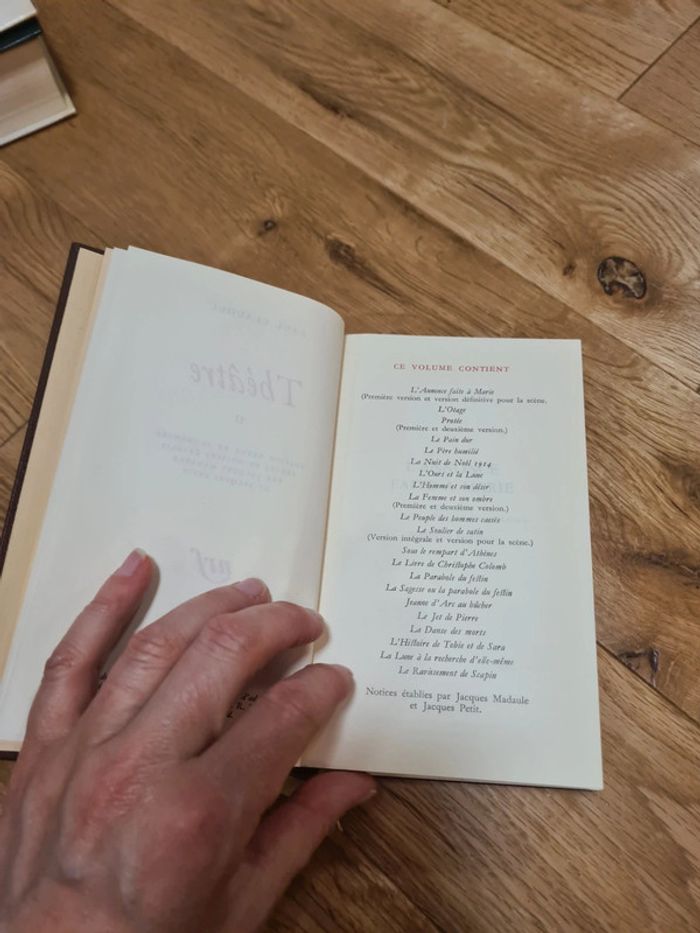 Théâtre
nrf
CE VOLUME CONTIENT
L'Annonce faite à Marie
(Première version et version définitive pour la scène.
L'Otage
Protée
(Première et deuxième version.)
Le Pain dur
Le Père humilié
La Nuit de Noël 1914
L'Ours et la Lune
L'Homme et son désir
La Femme et son ombre
(Première et deuxième version.)
Le Peuple des hommes cassés
Le Soulier de satin
(Version intégrale et version pour la scène.)
Sous le rempart d'Athènes
Le Livre de Christophe Colomb
La Parabole du festin
La Sagesse ou la parabole du festin
Jeanne d'Arc au bûcher
Le Jet de Pierre
La Danse des morts
L'Histoire de Tobie et de Sara
La Lune à la recherche d'elle-même
Le Ravissement de Scapin
Notices établies par Jacques Madaule
et Jacques Petit.